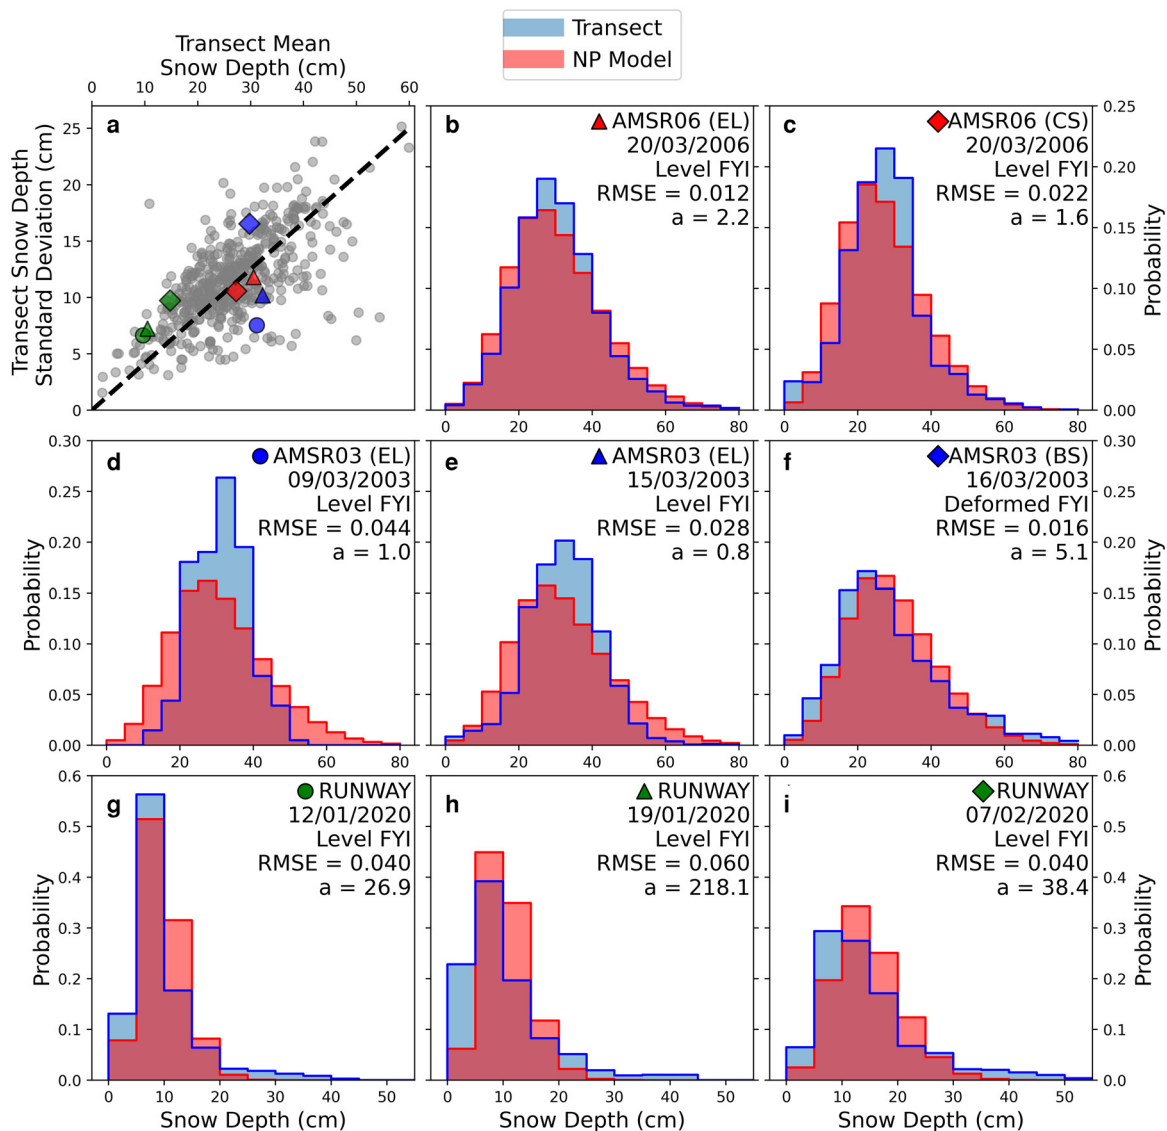 Transect
NP Model
Transect Mean
Snow Depth (cm)
0 10 20 30 40 50 60
Transect Snow Depth
Standard Deviation (cm)
25
20
15
10
5
0
a
b
AMSR06 (EL)
20/03/2006
Level FYI
RMSE = 0.012
a = 2.2
20 40 60 80
c
AMSR06 (CS)
20/03/2006
Level FYI
RMSE = 0.022
a = 1.6
0 20 40 60 80
0.25
0.20
0.15
0.10
0.05
0.00
Probability
0.30
0.25
0.20
0.15
0.10
0.05
0.00
Probability
d
AMSR03 (EL)
09/03/2003
Level FYI
RMSE = 0.044
a = 1.0
0 20 40 60 80
e
AMSR03 (EL)
15/03/2003
Level FYI
RMSE = 0.028
a = 0.8
0 20 40 60 80
f
AMSR03 (BS)
16/03/2003
Deformed FYI
RMSE = 0.016
a = 5.1
0 20 40 60 80
0.30
0.25
0.20
0.15
0.10
0.05
0.00
Probability
0.6
0.5
0.4
0.3
0.2
0.1
0.0
Probability
g
RUNWAY
12/01/2020
Level FYI
RMSE = 0.040
a = 26.9
0 10 20 30 40 50
Snow Depth (cm)
h
RUNWAY
19/01/2020
Level FYI
RMSE = 0.060
a = 218.1
0 10 20 30 40 50
Snow Depth (cm)
i
RUNWAY
07/02/2020
Level FYI
RMSE = 0.040
a = 38.4
0 10 20 30 40 50
Snow Depth (cm)
0.6
0.5
0.4
0.3
0.2
0.1
0.0
Probability